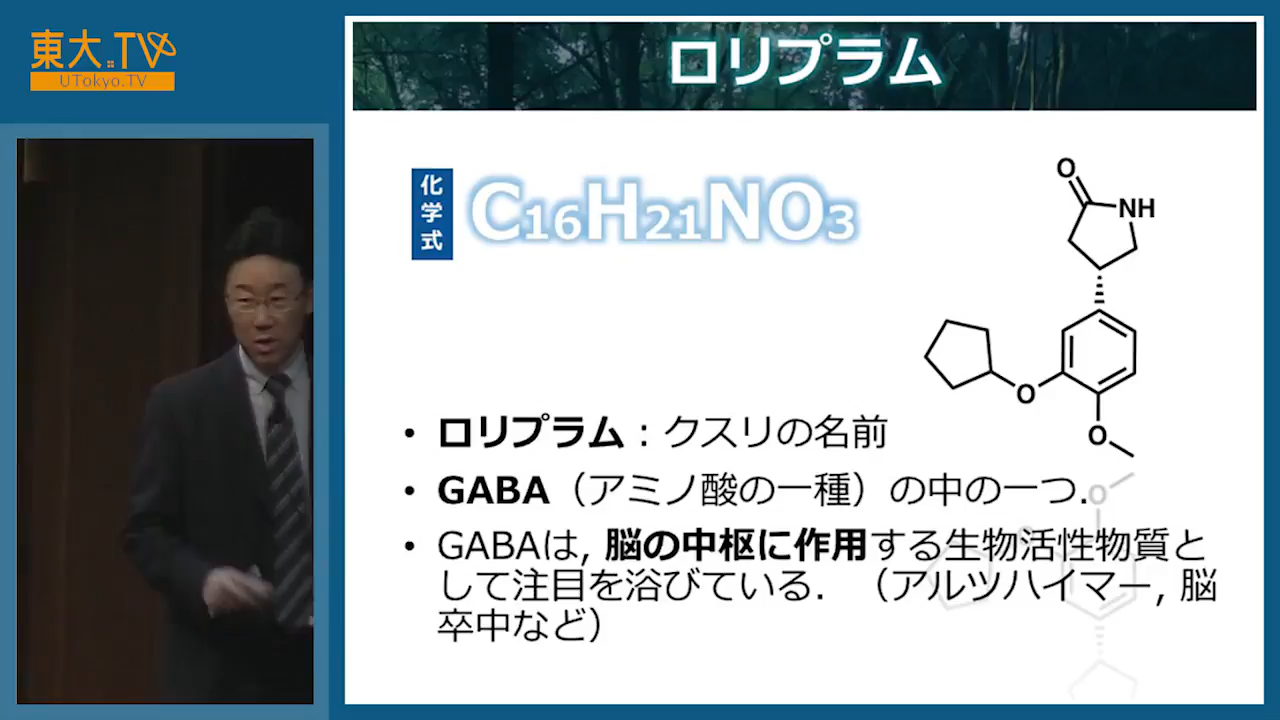 東大.TV
UTokyo.TV
ロリプラム
化学式
C16H21NO3
O
NH
O
O
• ロリプラム：クスリの名前
• GABA（アミノ酸の一種）の中の一つ.
• GABAは, 脳の中枢に作用する生物活性物質と
して注目を浴びている. （アルツハイマー, 脳
卒中など）
O